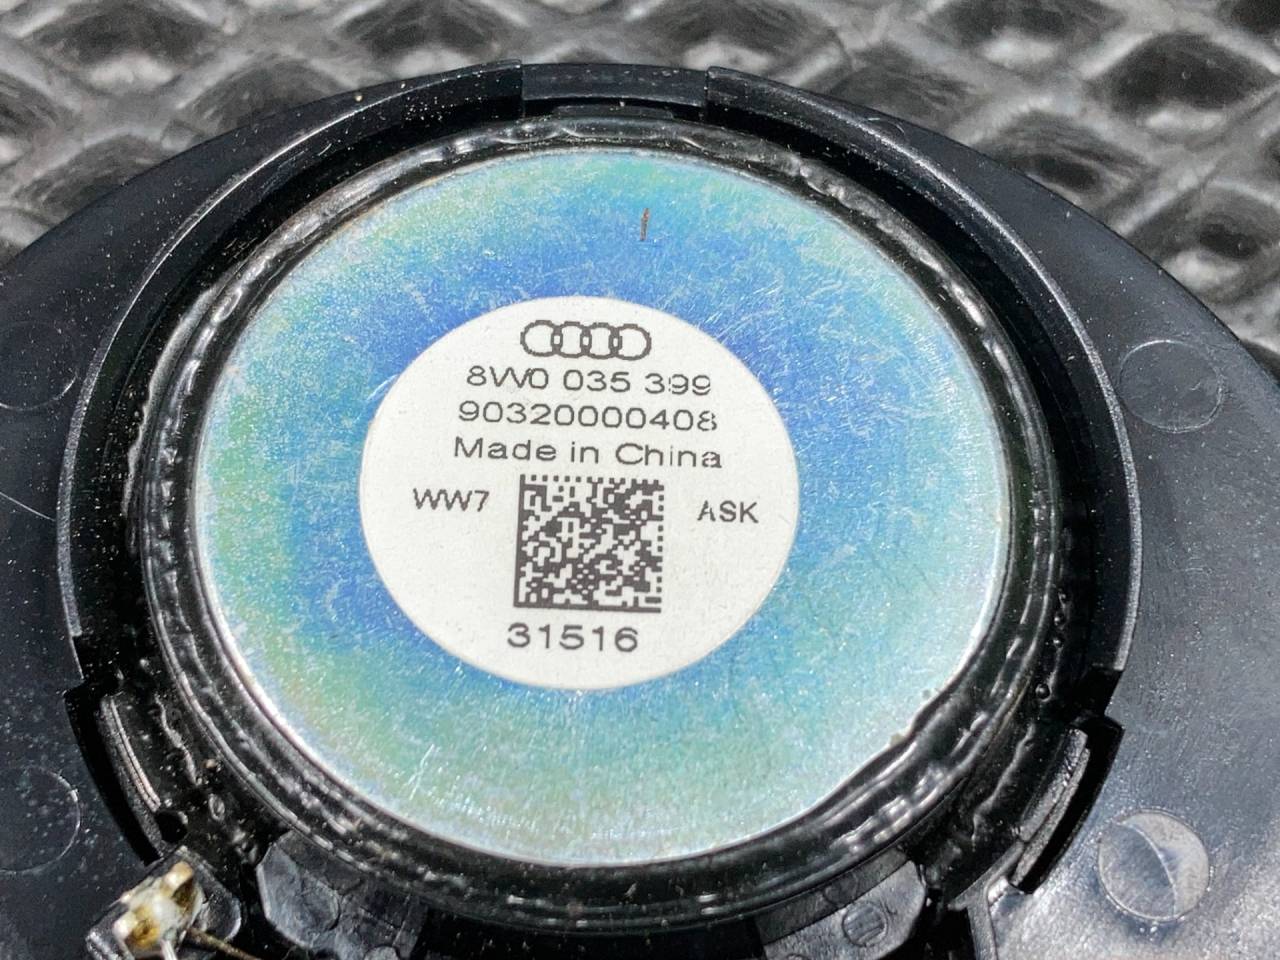 8W0 035 399
90320000408
Made in China
WW7 ASK
31516